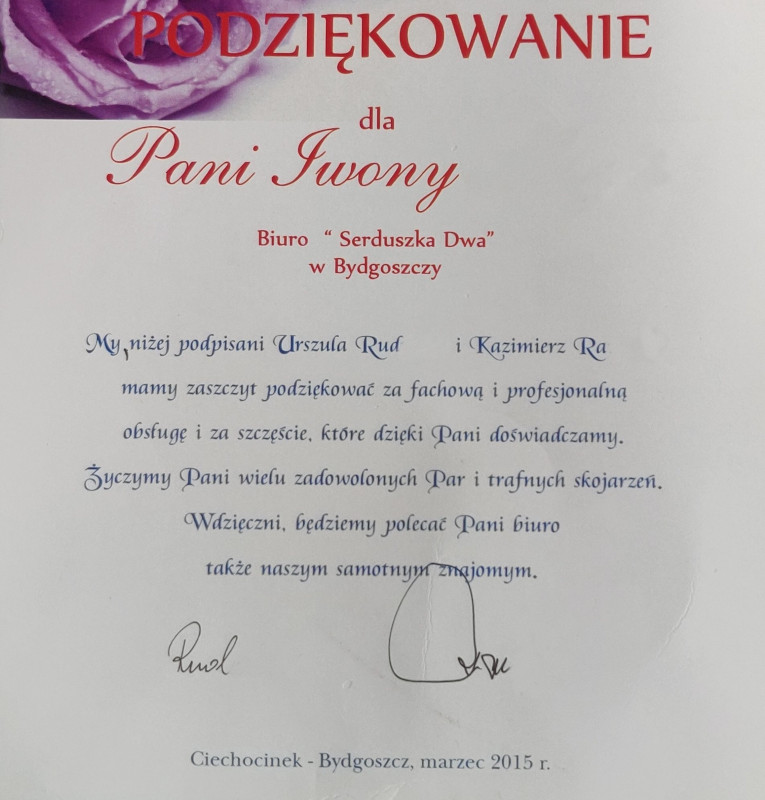 PODZIĘKOWANIE
dla
Pani Iwony
Biuro “ Serduszka Dwa”
w Bydgoszczy
My, niżej podpisani Urszula Rud i Kazimierz Ra
mamy zaszczyt podziękować za fachową i profesjonalną
obsługę i za szczęście, które dzięki Pani doświadczamy.
Życzymy Pani wielu zadowolonych Par i trafnych skojarzeń.
Wdzięczni, będziemy polecać Pani biuro
także naszym samotnym znajomym.
Ciechocinek - Bydgoszcz, marzec 2015 r.